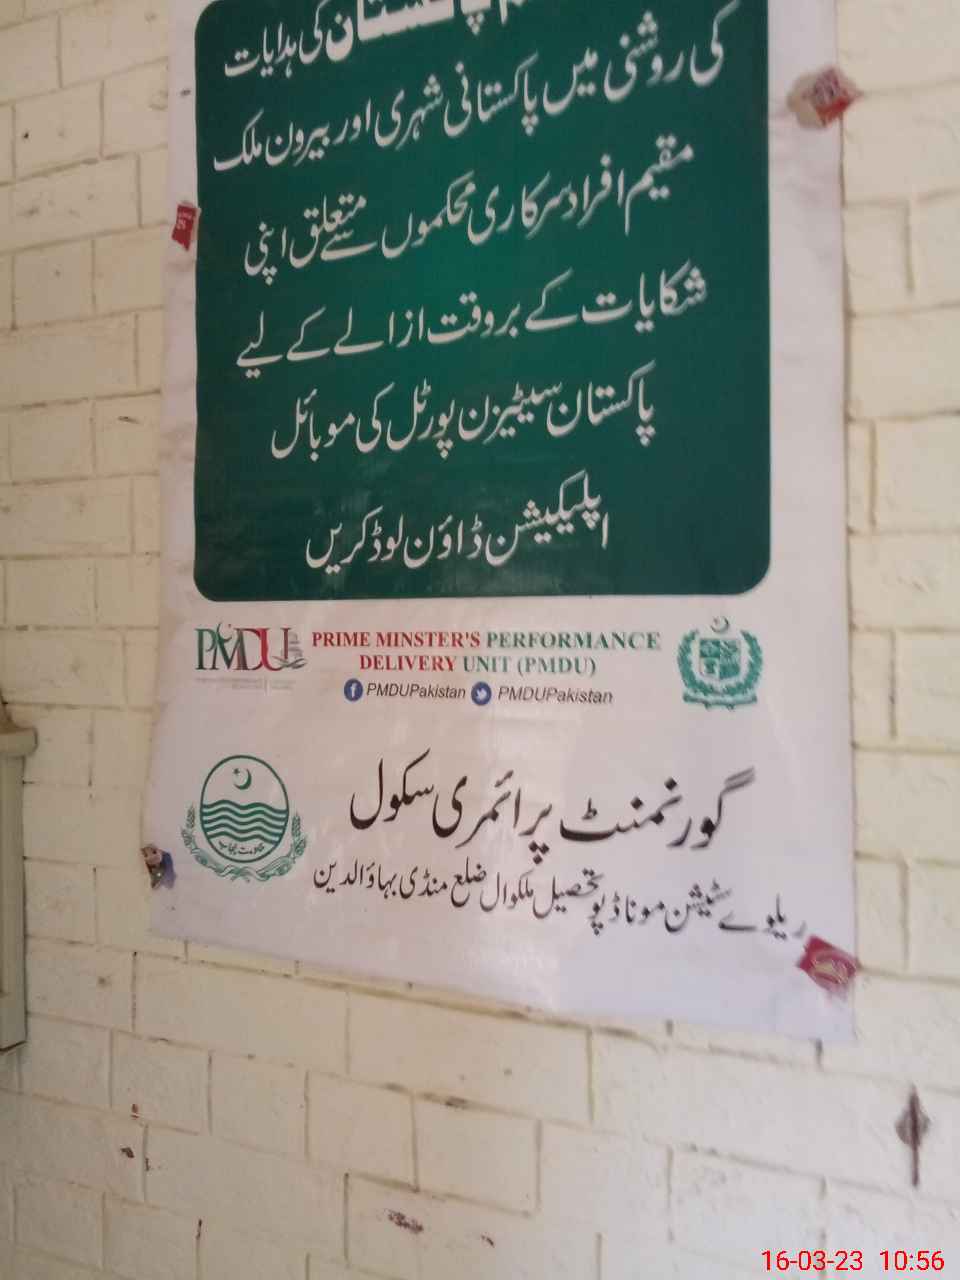 پاکستان کی ہدایات
کی روشنی میں پاکستانی شہری اور بیرون ملک
مقیم افراد سرکاری محکموں سے متعلق اپنی
شکایات کے بروقت ازالے کے لیے
پاکستان سیٹیزن پورٹل کی موبائل
اپلیکیشن ڈاؤن لوڈ کریں
PMDU
PRIME MINSTER'S PERFORMANCE
DELIVERY UNIT (PMDU)
PMDUPakistan PMDUPakistan
گورنمنٹ پرائمری سکول
حکومت پنجاب
ریلوے سٹیشن مونا ڈپو تحصیل ملکوال ضلع منڈی بہاؤالدین
16-03-23 10:56